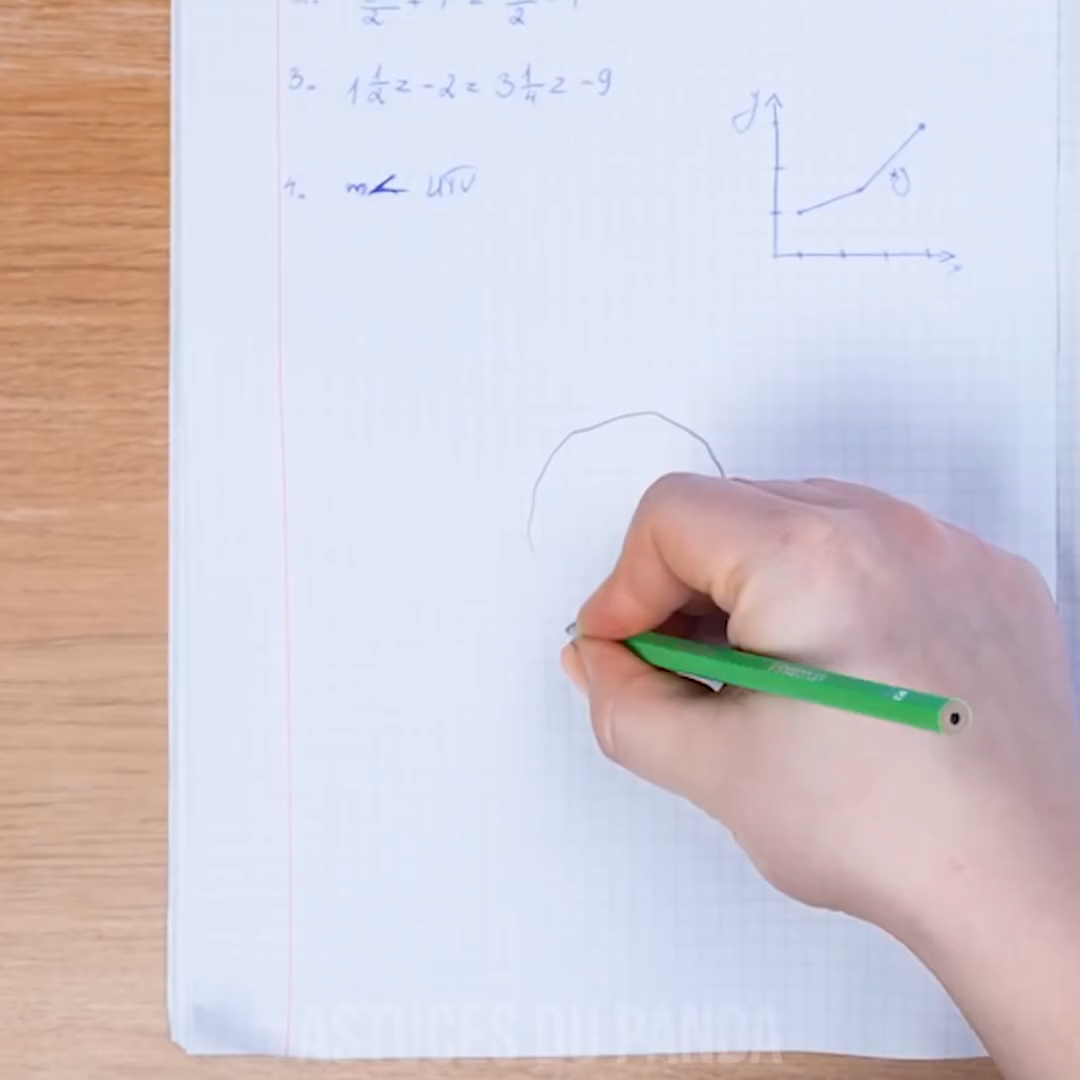 3. 1 1/2 z - 2 = 3 1/4 z - 9
y
4. m∠ UTV
x
ASTUCES DU PANDA